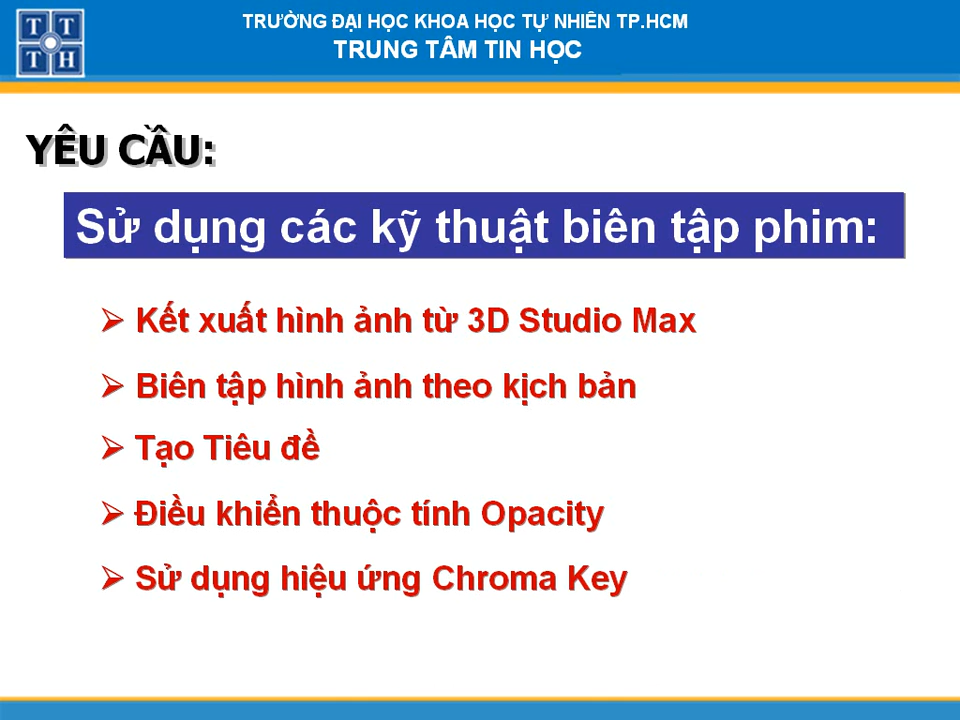 TRƯỜNG ĐẠI HỌC KHOA HỌC TỰ NHIÊN TP.HCM
TRUNG TÂM TIN HỌC
T T
T H
YÊU CẦU:
Sử dụng các kỹ thuật biên tập phim:
Kết xuất hình ảnh từ 3D Studio Max
Biên tập hình ảnh theo kịch bản
Tạo Tiêu đề
Điều khiển thuộc tính Opacity
Sử dụng hiệu ứng Chroma Key